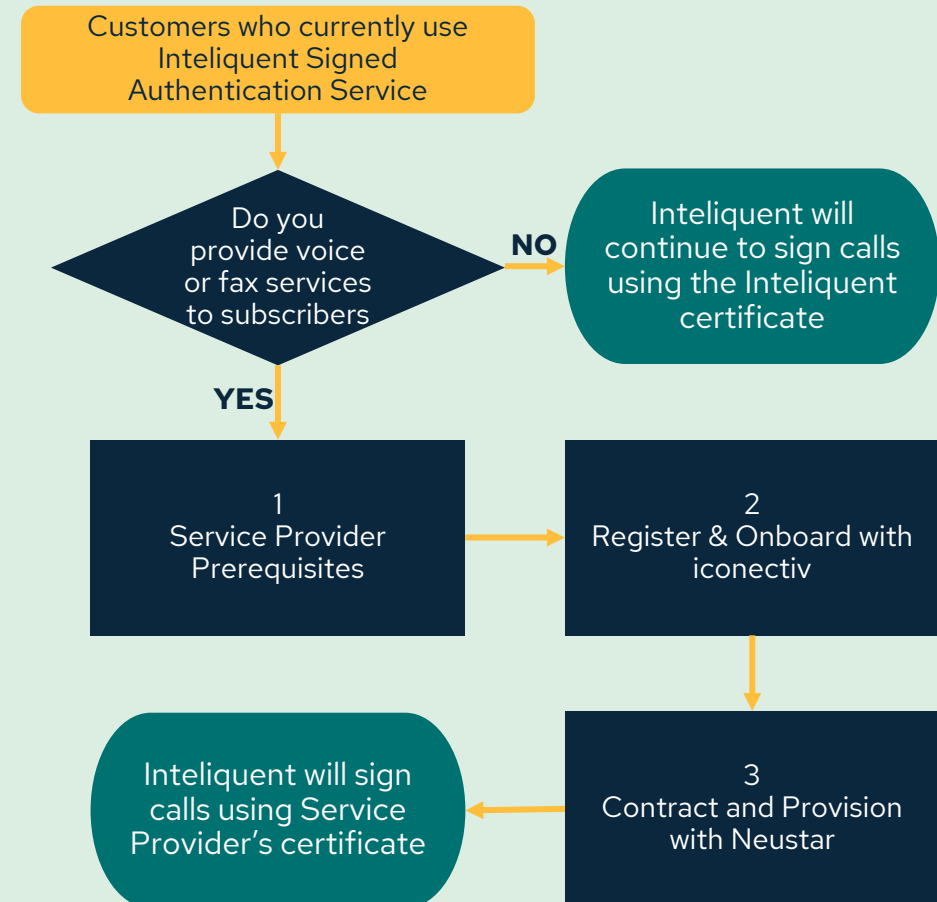 Customers who currently use
Inteliquent Signed
Authentication Service
Do you
provide voice
or fax services
to subscribers
NO
Inteliquent will
continue to sign calls
using the Inteliquent
certificate
YES
1
Service Provider
Prerequisites
2
Register & Onboard with
iconectiv
3
Contract and Provision
with Neustar
Inteliquent will sign
calls using Service
Provider’s certificate